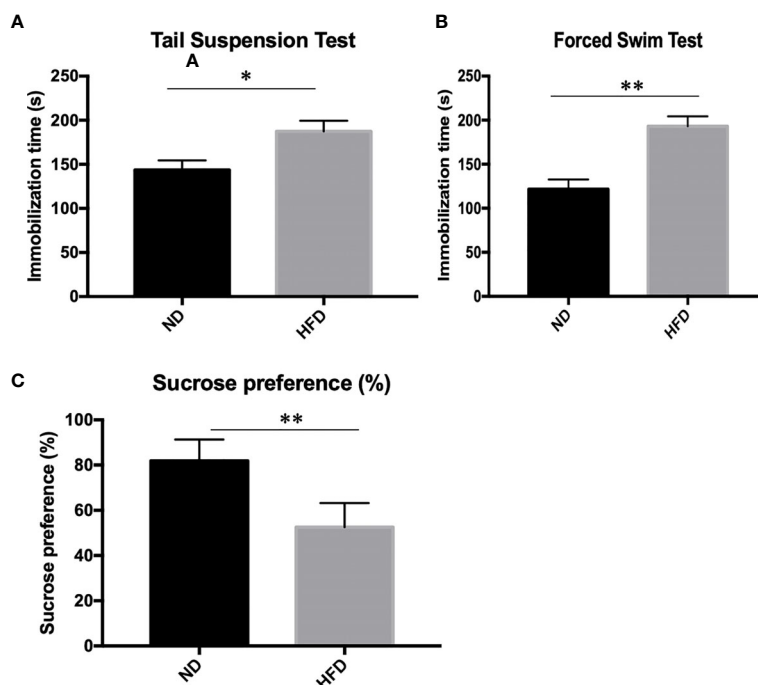 A
Tail Suspension Test
A
*
Immobilization time (s)
250
200
150
100
50
0
ND
HFD
B
Forced Swim Test
**
Immobilization time (s)
250
200
150
100
50
0
ND
HFD
C
Sucrose preference (%)
**
Sucrose preference (%)
100
80
60
40
20
0
ND
HFD